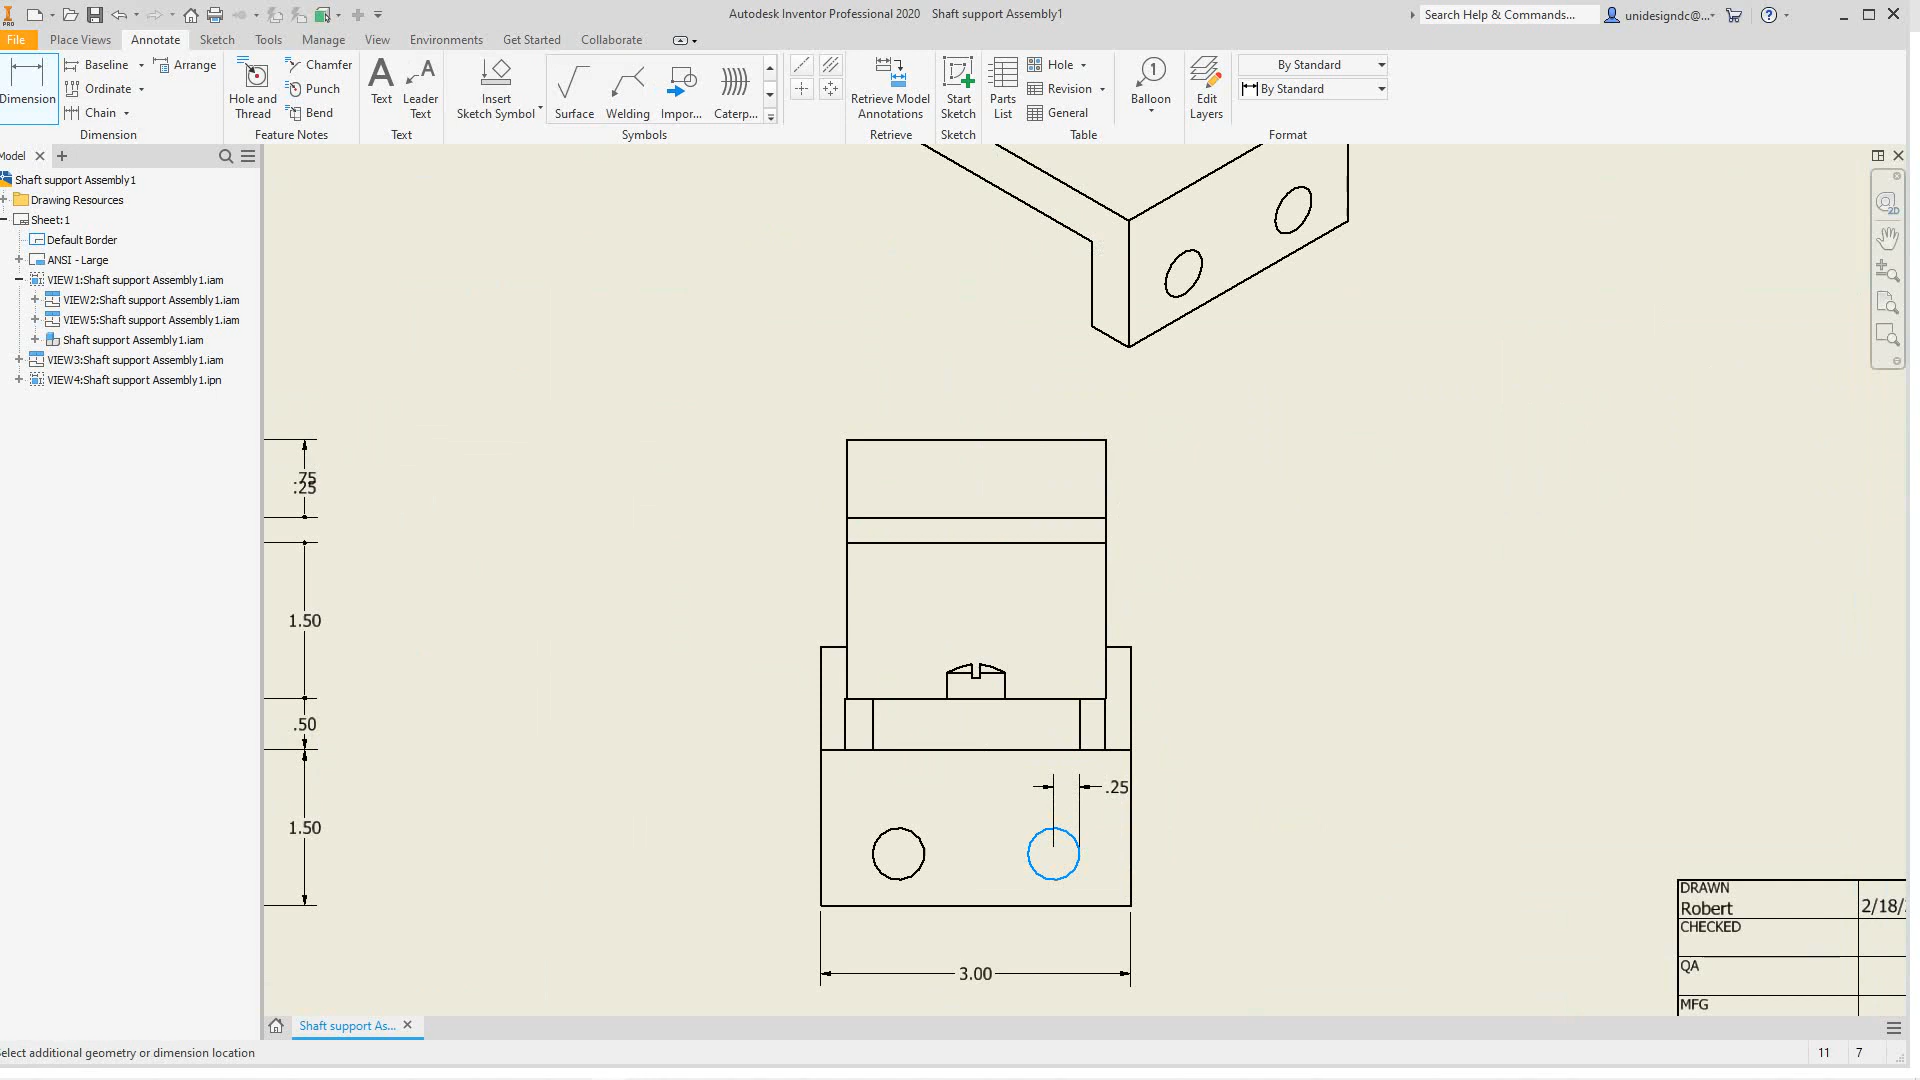 Autodesk Inventor Professional 2020 Shaft support Assembly1
Search Help & Commands...
unidesigndc@...
PRO
File Place Views Annotate Sketch Tools Manage View Environments Get Started Collaborate
Dimension
Baseline
Arrange
Ordinate
Chain
Dimension
Hole and Thread
Chamfer
Punch
Bend
Feature Notes
Text
Leader Text
Text
Insert Sketch Symbol
Surface
Welding
Impor...
Caterp...
Symbols
Retrieve Model Annotations
Retrieve
Start Sketch
Sketch
Parts List
Hole
Revision
General
Table
1
Balloon
Edit Layers
By Standard
By Standard
Format
Model
Shaft support Assembly1
Drawing Resources
Sheet:1
Default Border
ANSI - Large
VIEW1:Shaft support Assembly1.iam
VIEW2:Shaft support Assembly1.iam
VIEW5:Shaft support Assembly1.iam
Shaft support Assembly1.iam
VIEW3:Shaft support Assembly1.iam
VIEW4:Shaft support Assembly1.ipn
2D
.75
.25
1.50
.50
1.50
.25
3.00
DRAWN
Robert
2/18/
CHECKED
QA
MFG
Shaft support As...
elect additional geometry or dimension location
11 7